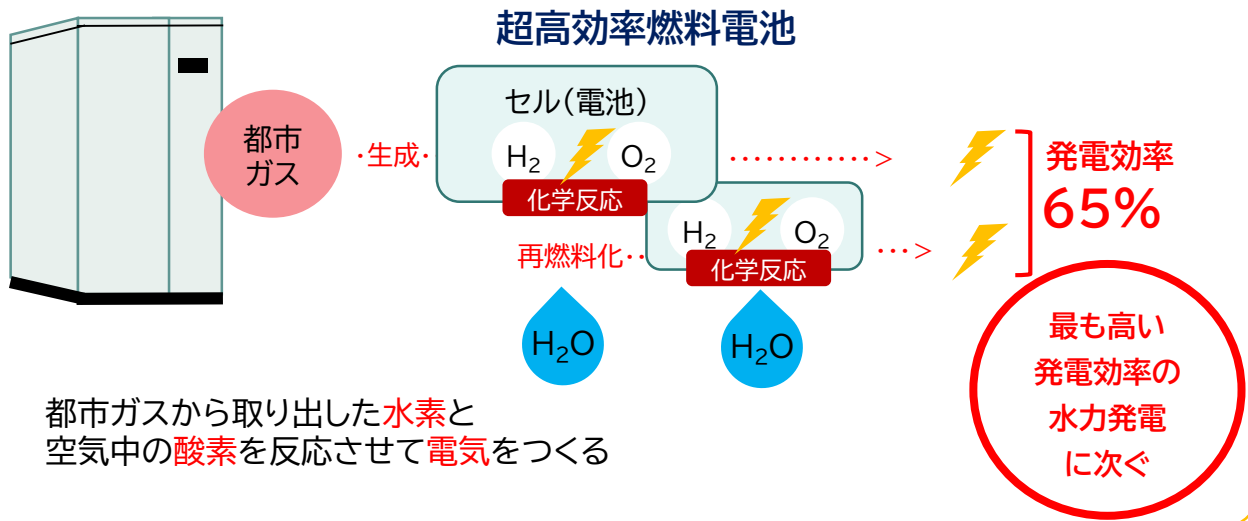 超高効率燃料電池
都市
ガス
・生成・
セル（電池）
H₂
O₂
化学反応
............>
再燃料化・・
H₂
O₂
化学反応
...>
H₂O
H₂O
発電効率
65%
最も高い
発電効率の
水力発電
に次ぐ
都市ガスから取り出した水素と
空気中の酸素を反応させて電気をつくる